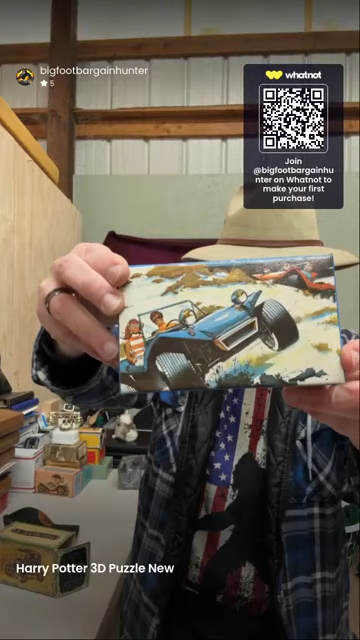 bigfootbargainhunter
★ 5
whatnot
Join
@bigfootbargainhu
nter on Whatnot to
make your first
purchase!
Harry Potter 3D Puzzle New